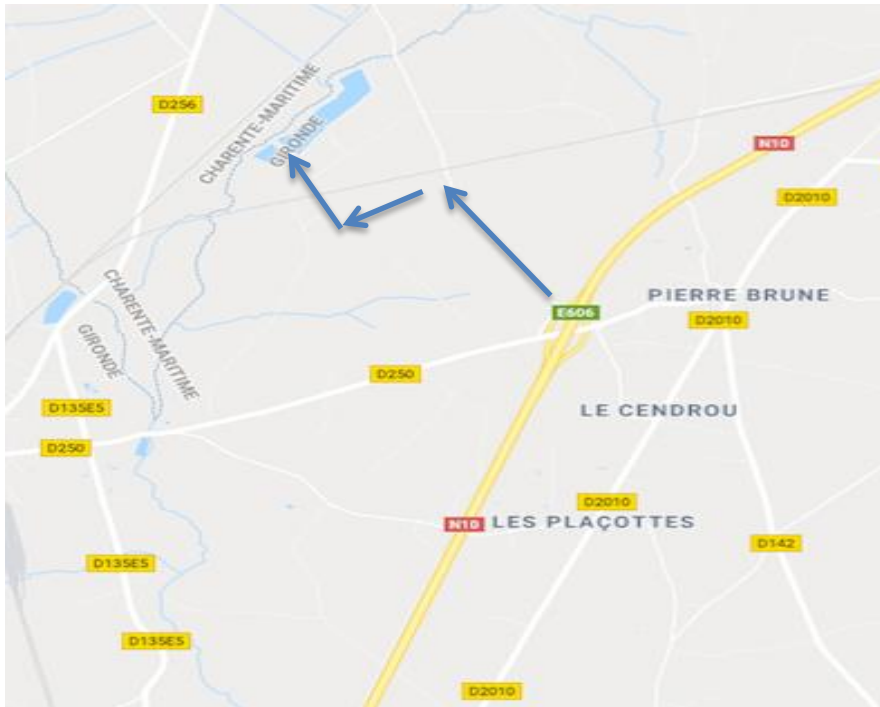 D256
CHARENTE-MARITIME
GIRONDE
N10
D2010
CHARENTE-MARITIME
GIRONDE
PIERRE BRUNE
E606
D2010
D250
D135E5
LE CENDROU
D250
D2010
N10 LES PLAÇOTTES
D142
D135E5
D135E5
D2010